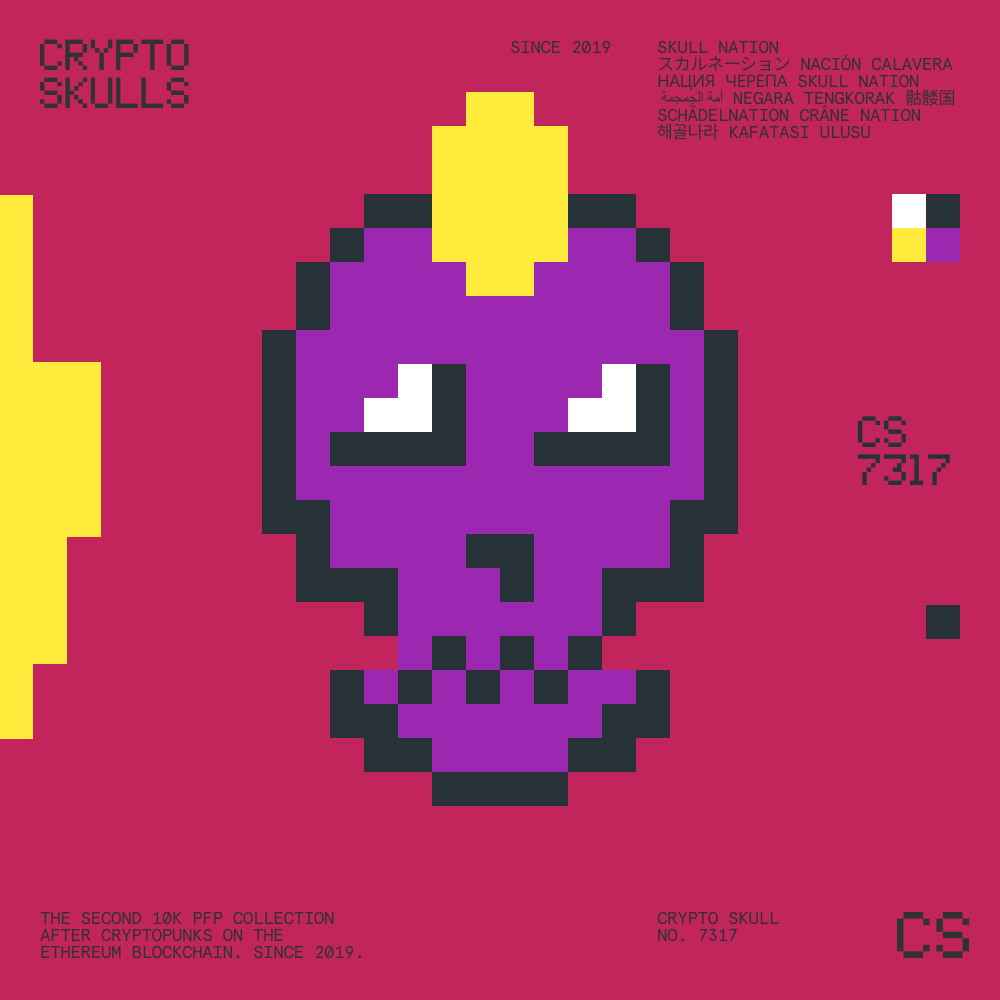 CRYPTO
SKULLS
SINCE 2019
SKULL NATION
スカルネーション NACIÓN CALAVERA
НАЦИЯ ЧЕРЕПА SKULL NATION
أمة الجمجمة NEGARA TENGKORAK 骷髅国
SCHÄDELNATION CRÂNE NATION
해골나라 KAFATASI ULUSU
CS
7317
THE SECOND 10K PFP COLLECTION
AFTER CRYPTOPUNKS ON THE
ETHEREUM BLOCKCHAIN. SINCE 2019.
CRYPTO SKULL
NO. 7317
CS